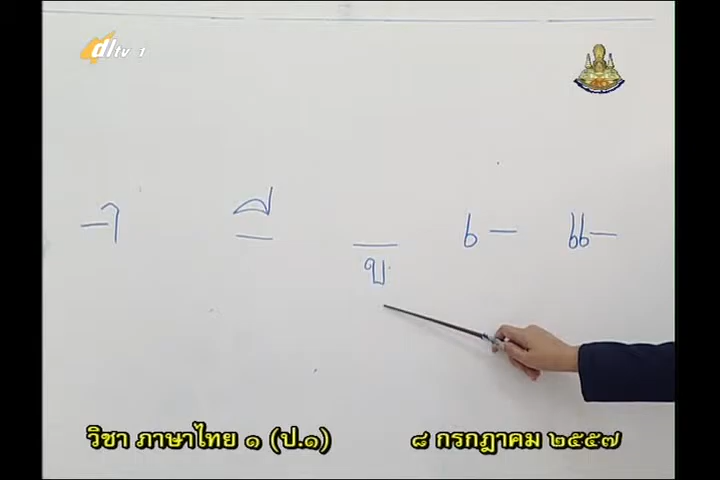 dltv 1
-า -ี -ู เ- แ-
วิชา ภาษาไทย ๑ (ป.๑) ๘ กรกฎาคม ๒๕๕๗